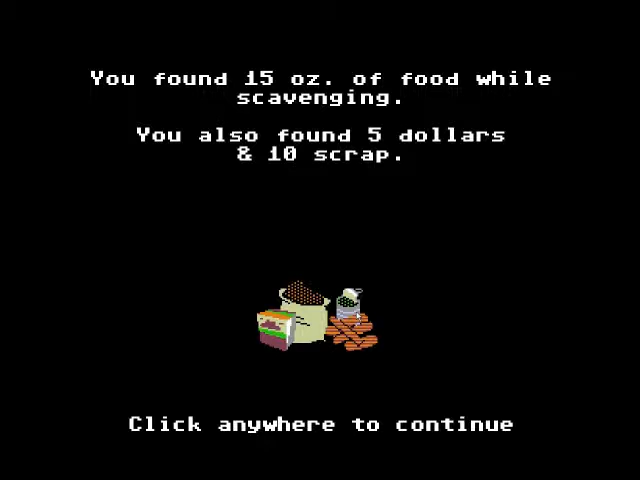 You found 15 oz. of food while
scavenging.
You also found 5 dollars
& 10 scrap.
Click anywhere to continue